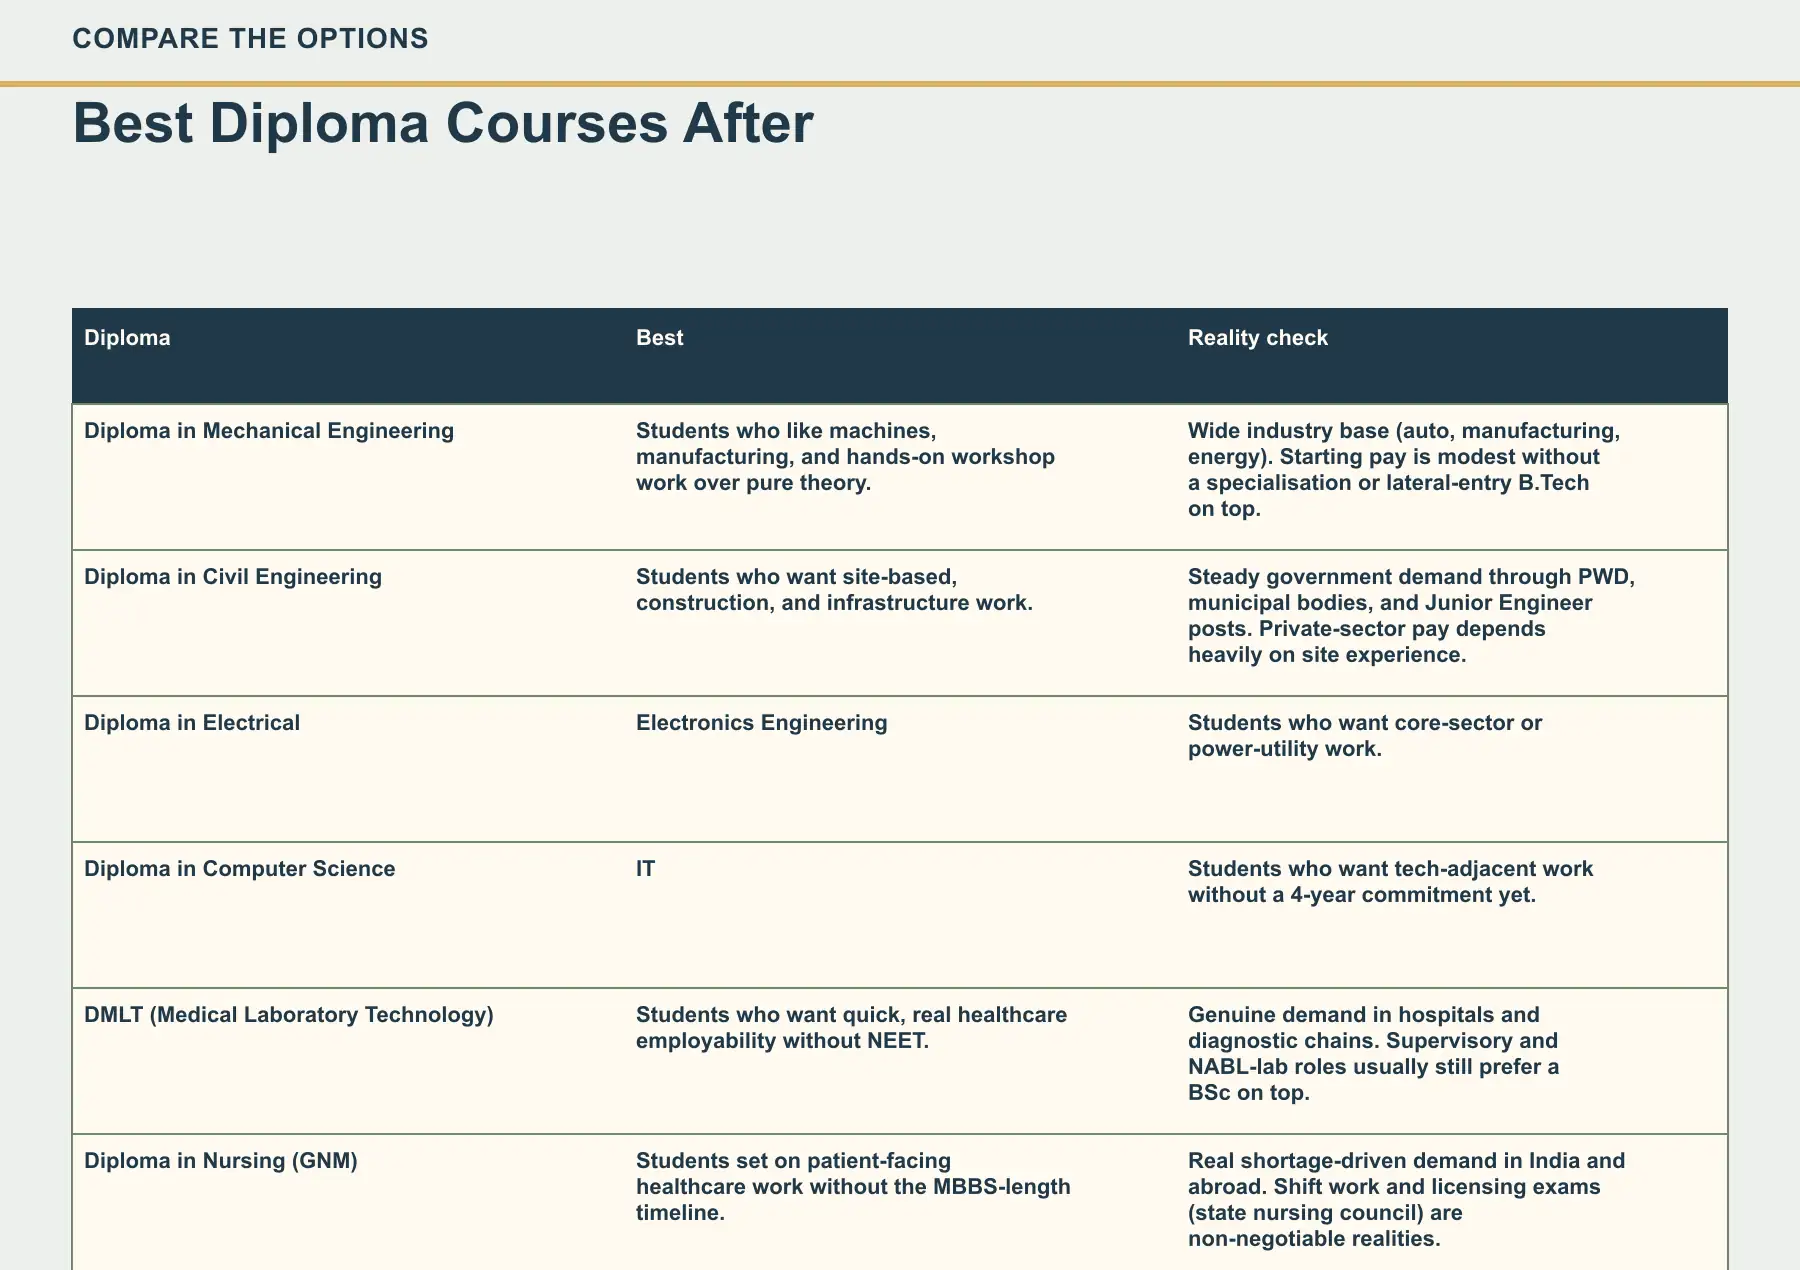 COMPARE THE OPTIONS
Best Diploma Courses After
Diploma
Best
Reality check
Diploma in Mechanical Engineering
Students who like machines,
manufacturing, and hands-on workshop
work over pure theory.
Wide industry base (auto, manufacturing,
energy). Starting pay is modest without
a specialisation or lateral-entry B.Tech
on top.
Diploma in Civil Engineering
Students who want site-based,
construction, and infrastructure work.
Steady government demand through PWD,
municipal bodies, and Junior Engineer
posts. Private-sector pay depends
heavily on site experience.
Diploma in Electrical
Electronics Engineering
Students who want core-sector or
power-utility work.
Diploma in Computer Science
IT
Students who want tech-adjacent work
without a 4-year commitment yet.
DMLT (Medical Laboratory Technology)
Students who want quick, real healthcare
employability without NEET.
Genuine demand in hospitals and
diagnostic chains. Supervisory and
NABL-lab roles usually still prefer a
BSc on top.
Diploma in Nursing (GNM)
Students set on patient-facing
healthcare work without the MBBS-length
timeline.
Real shortage-driven demand in India and
abroad. Shift work and licensing exams
(state nursing council) are
non-negotiable realities.